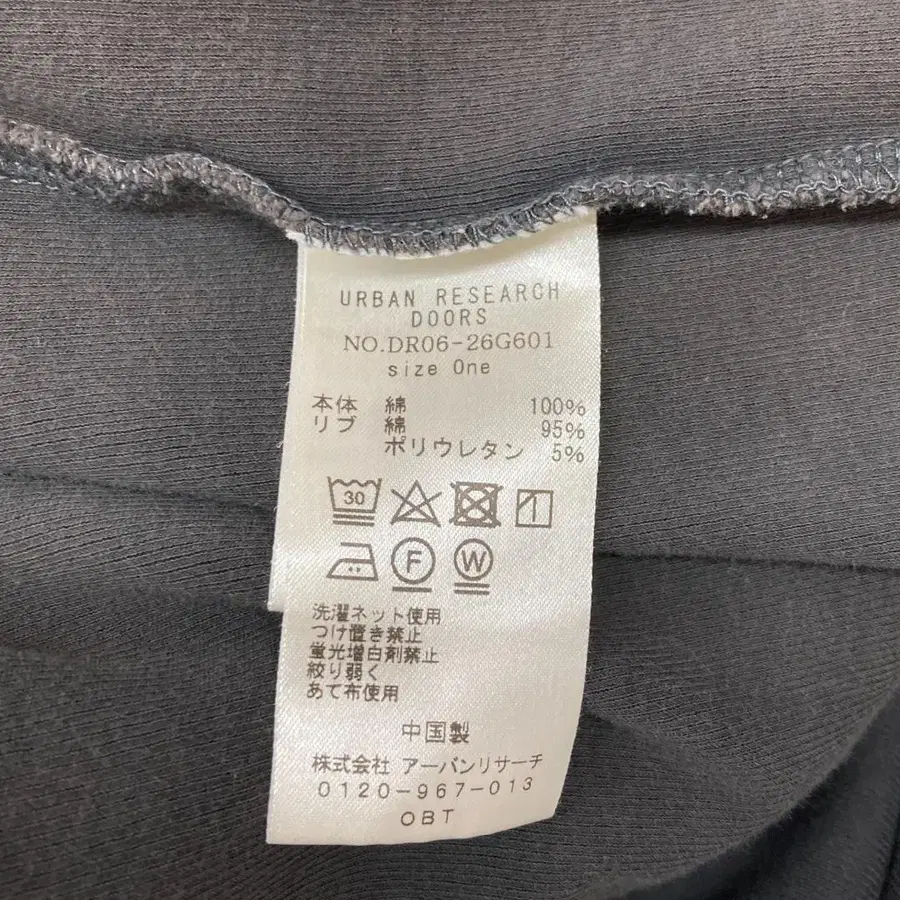 URBAN RESEARCH
DOORS
NO.DR06-26G601
size One
本体 綿 100%
リブ 綿 95%
ポリウレタン 5%
30
F W
洗濯ネット使用
つけ置き禁止
蛍光増白剤禁止
絞り弱く
あて布使用
中国製
株式会社 アーバンリサーチ
0120-967-013
OBT